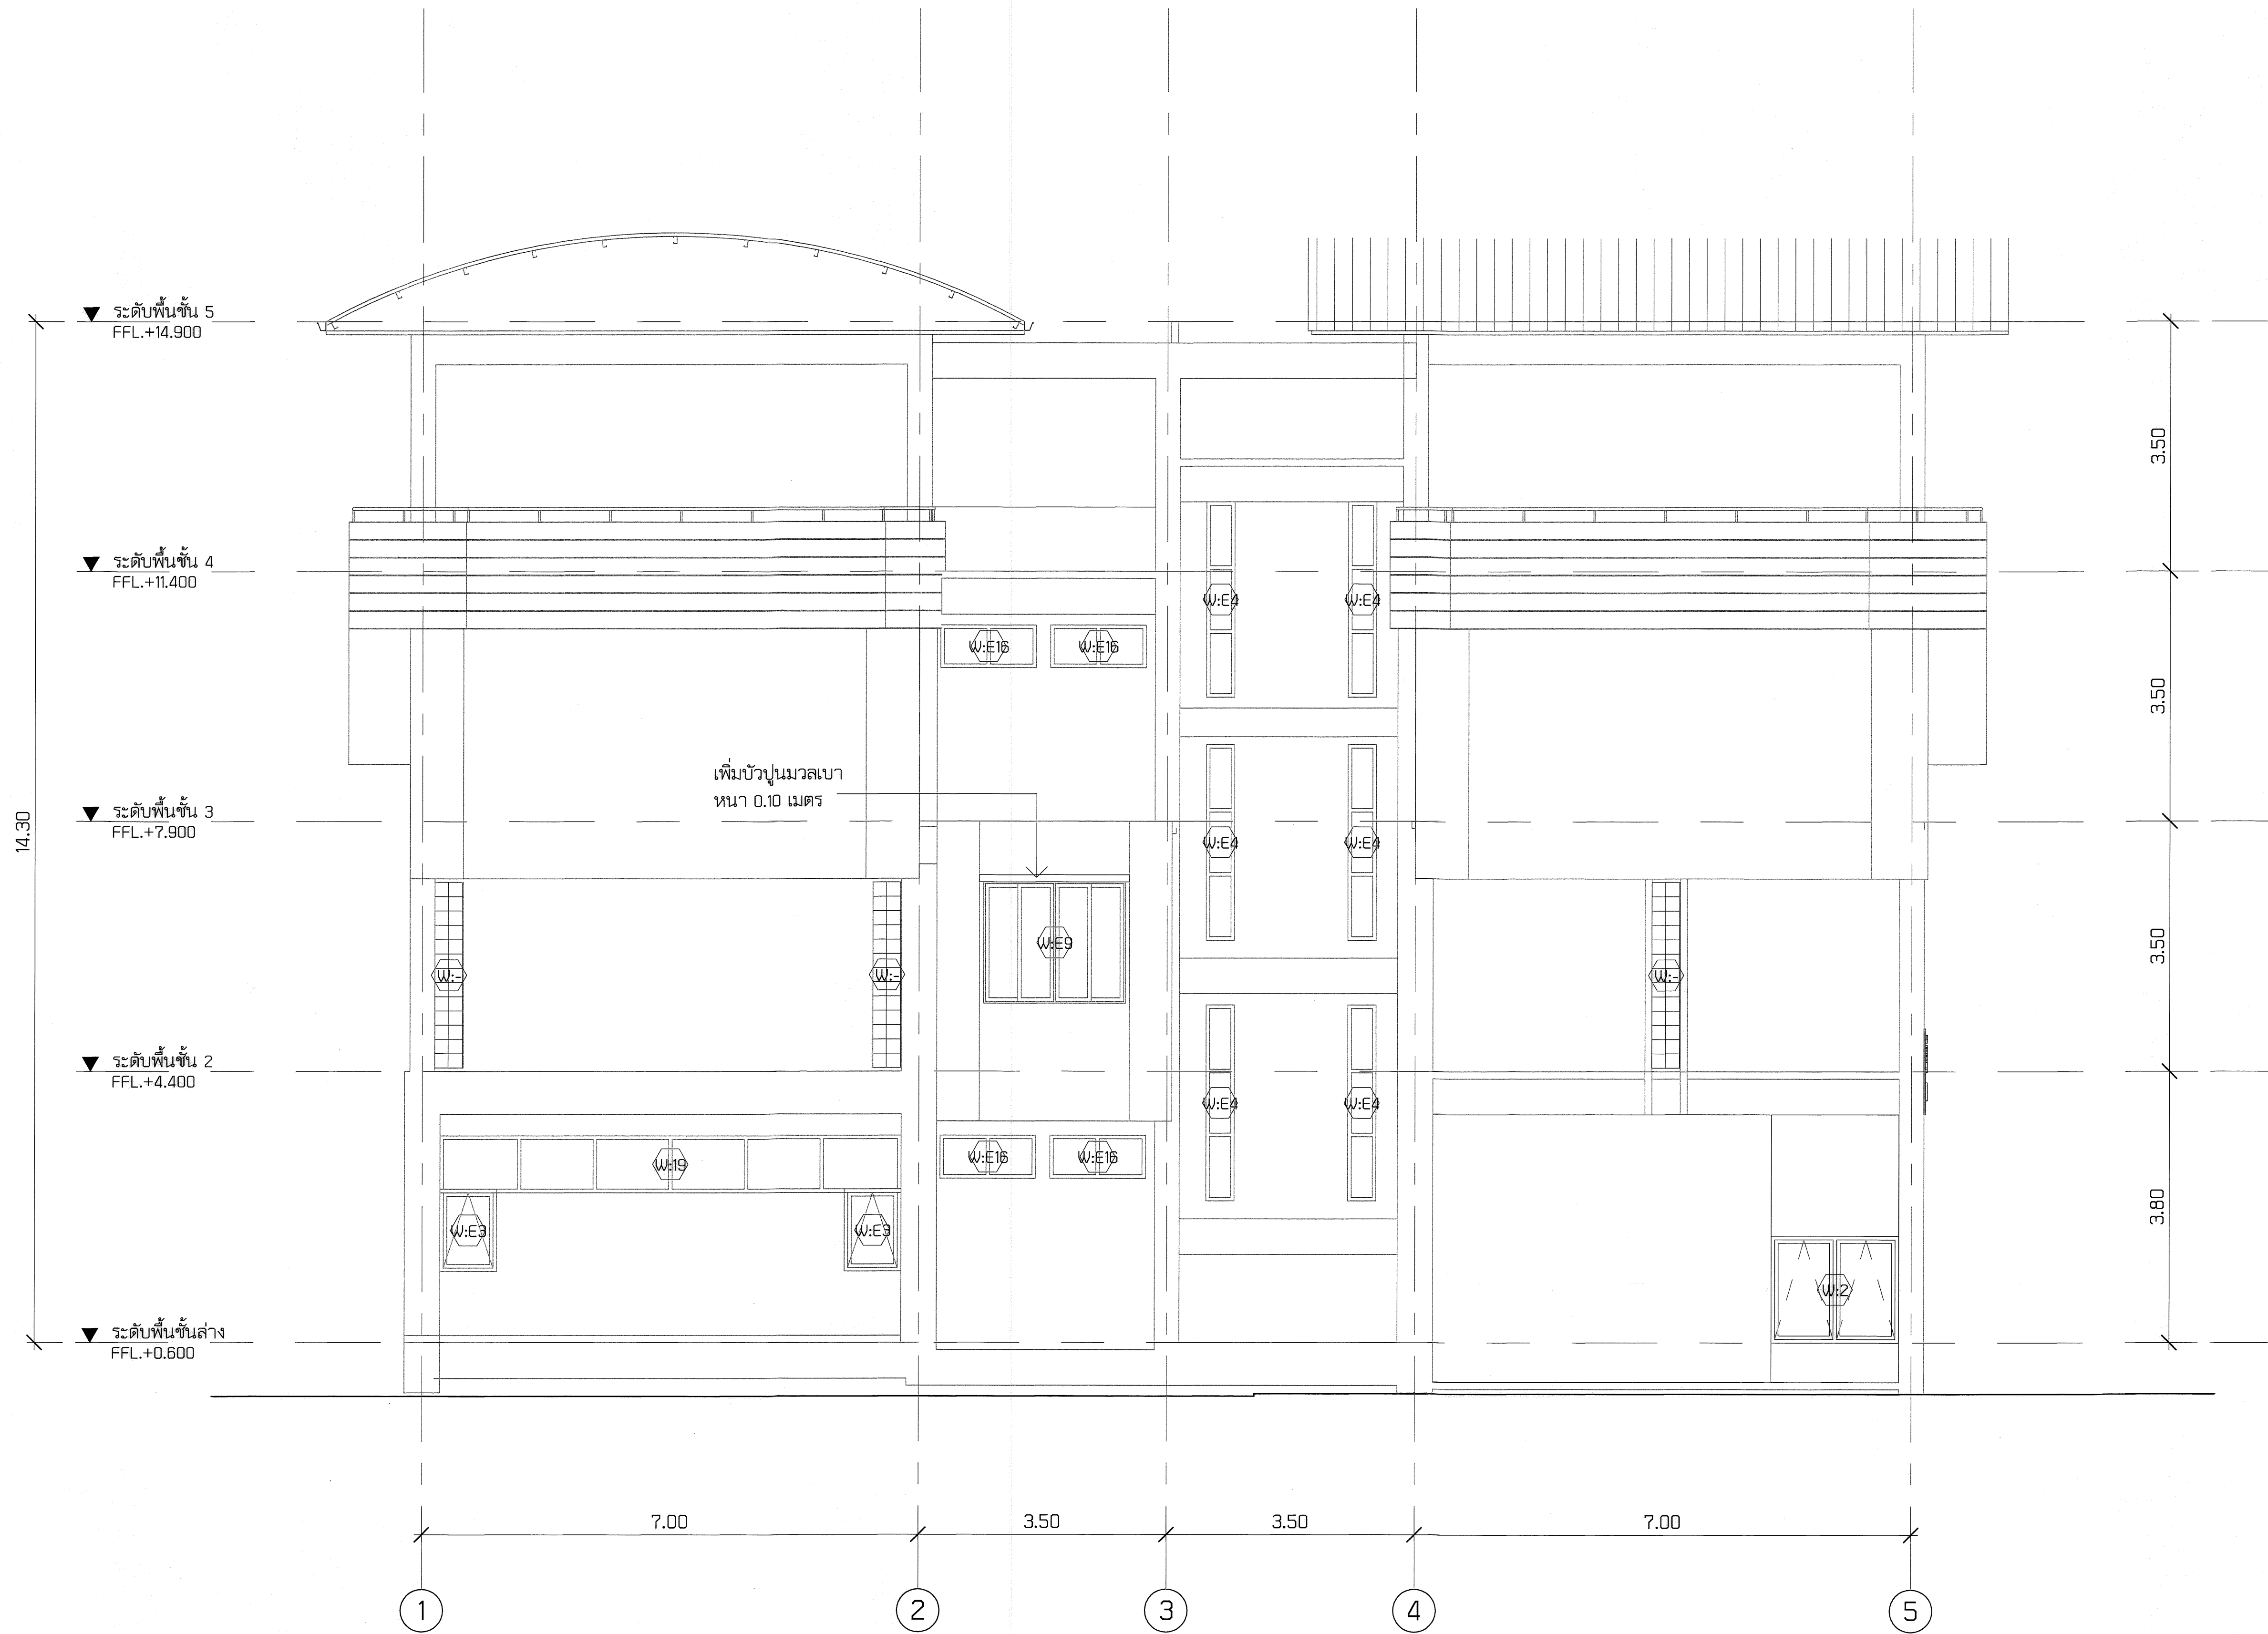 ระดับพื้นชั้น 5
FFL.+14.900
3.50
ระดับพื้นชั้น 4
FFL.+11.400
W:E4
W:E4
W:E16
W:E16
3.50
เพิ่มบัวปูนมวลเบา
หนา 0.10 เมตร
ระดับพื้นชั้น 3
FFL.+7.900
14.30
W:E4
W:E4
W:E9
3.50
W:-
W:-
W:-
ระดับพื้นชั้น 2
FFL.+4.400
W:E4
W:E4
W:19
W:E16
W:E16
3.80
W:E3
W:E3
W:2
ระดับพื้นชั้นล่าง
FFL.+0.600
7.00
3.50
3.50
7.00
1
2
3
4
5